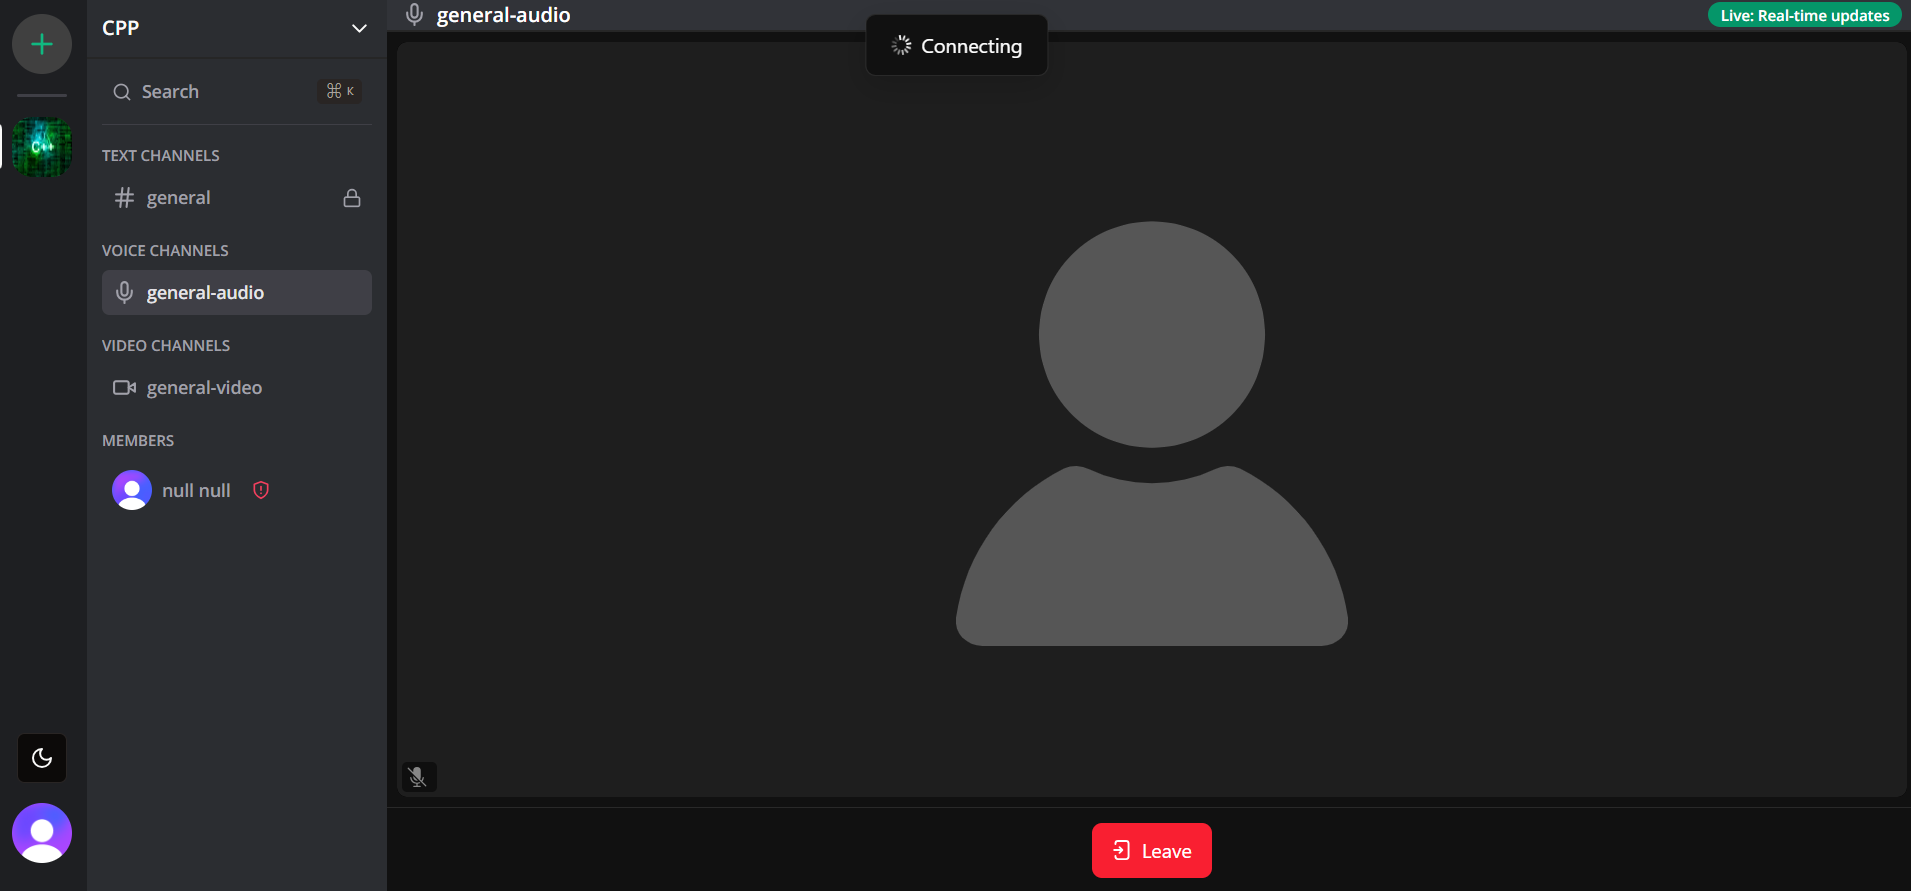 CPP
Search
⌘ K
TEXT CHANNELS
general
VOICE CHANNELS
general-audio
VIDEO CHANNELS
general-video
MEMBERS
null null
C++
general-audio
Connecting
Live: Real-time updates
Leave